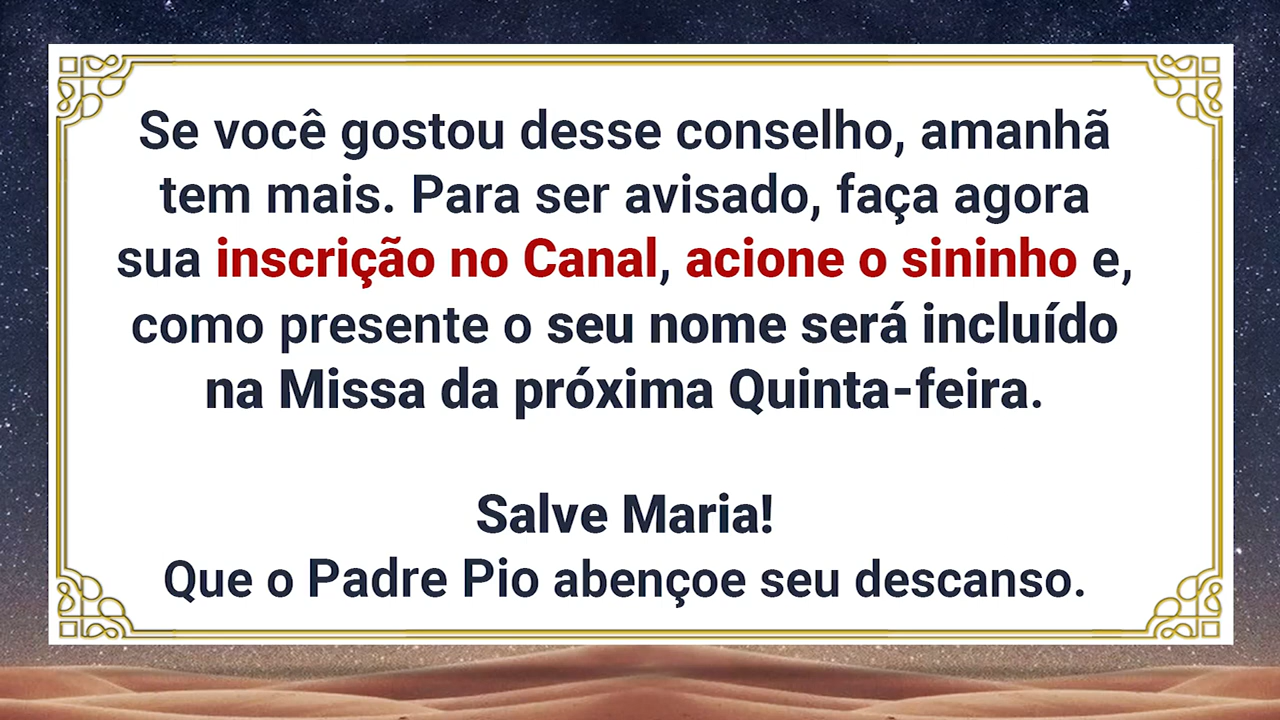 Se você gostou desse conselho, amanhã
tem mais. Para ser avisado, faça agora
sua inscrição no Canal, acione o sininho e,
como presente o seu nome será incluído
na Missa da próxima Quinta-feira.
Salve Maria!
Que o Padre Pio abençoe seu descanso.